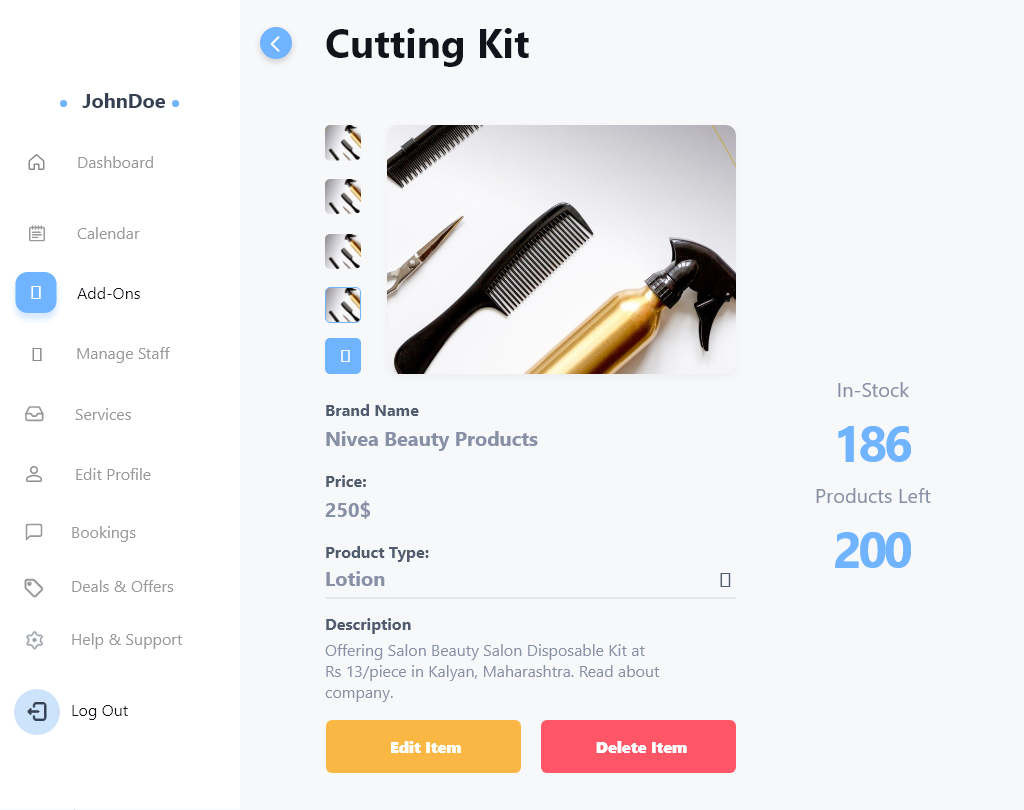 Cutting Kit
JohnDoe
Dashboard
Calendar
Add-Ons
Manage Staff
Services
Edit Profile
Bookings
Deals & Offers
Help & Support
Log Out
Brand Name
Nivea Beauty Products
Price:
250$
Product Type:
Lotion
Description
Offering Salon Beauty Salon Disposable Kit at
Rs 13/piece in Kalyan, Maharashtra. Read about
company.
Edit Item
Delete Item
In-Stock
186
Products Left
200